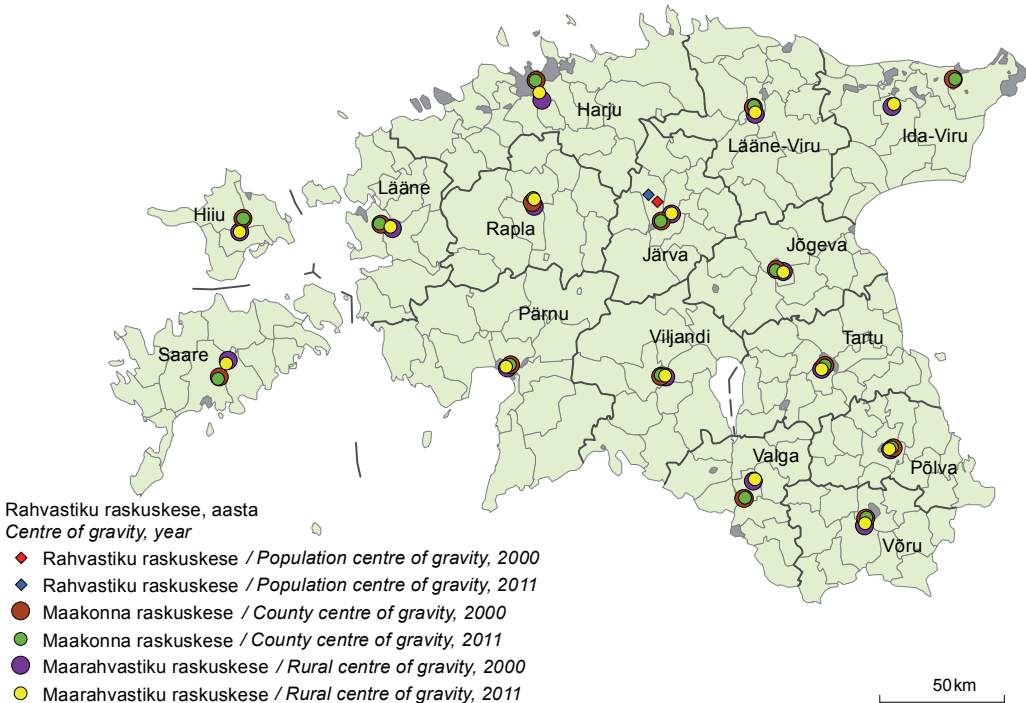 Harju
Lääne-Viru
Ida-Viru
Lääne
Hiiu
Rapla
Järva
Jõgeva
Pärnu
Saare
Viljandi
Tartu
Valga
Põlva
Võru
Rahvastiku raskuskese, aasta
Centre of gravity, year
Rahvastiku raskuskese / Population centre of gravity, 2000
Rahvastiku raskuskese / Population centre of gravity, 2011
Maakonna raskuskese / County centre of gravity, 2000
Maakonna raskuskese / County centre of gravity, 2011
Maarahvastiku raskuskese / Rural centre of gravity, 2000
Maarahvastiku raskuskese / Rural centre of gravity, 2011
50 km